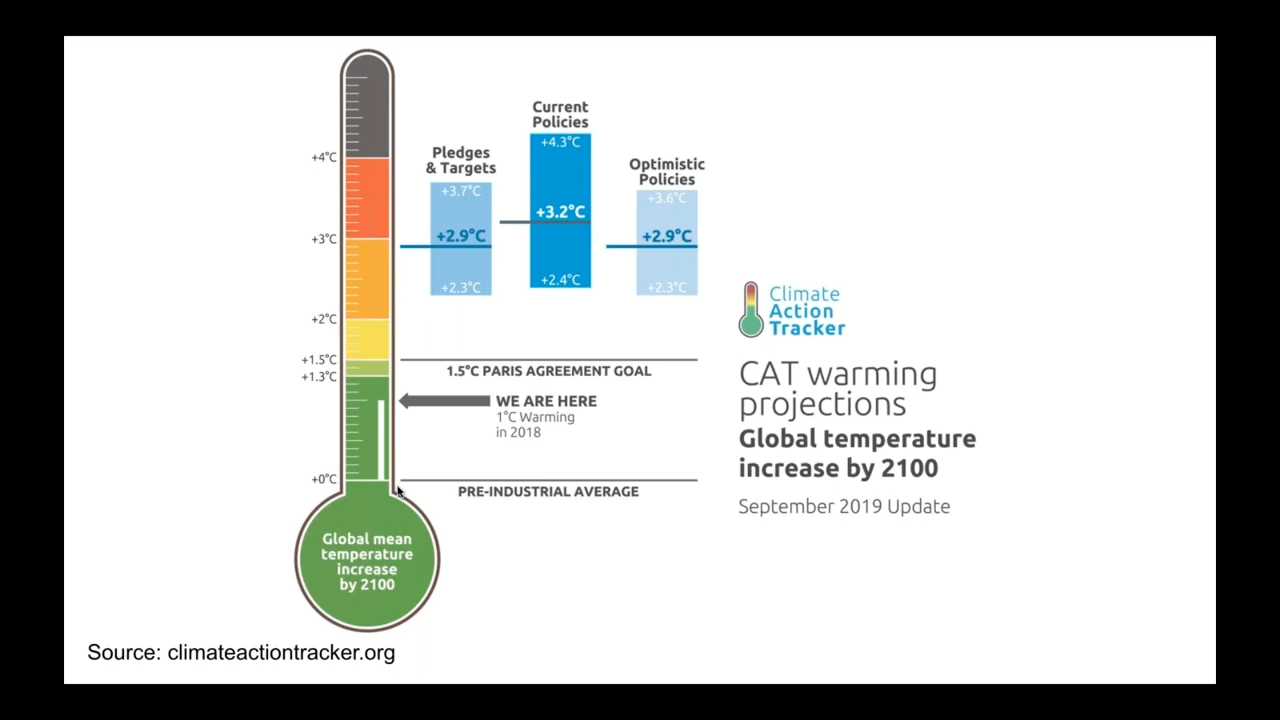 +4°C
+3°C
+2°C
+1.5°C
+1.3°C
+0°C
Global mean
temperature
increase
by 2100
Pledges
& Targets
+3.7°C
+2.9°C
+2.3°C
Current
Policies
+4.3°C
+3.2°C
+2.4°C
Optimistic
Policies
+3.6°C
+2.9°C
+2.3°C
1.5°C PARIS AGREEMENT GOAL
WE ARE HERE
1°C Warming
in 2018
PRE-INDUSTRIAL AVERAGE
Climate
Action
Tracker
CAT warming
projections
Global temperature
increase by 2100
September 2019 Update
Source: climateactiontracker.org